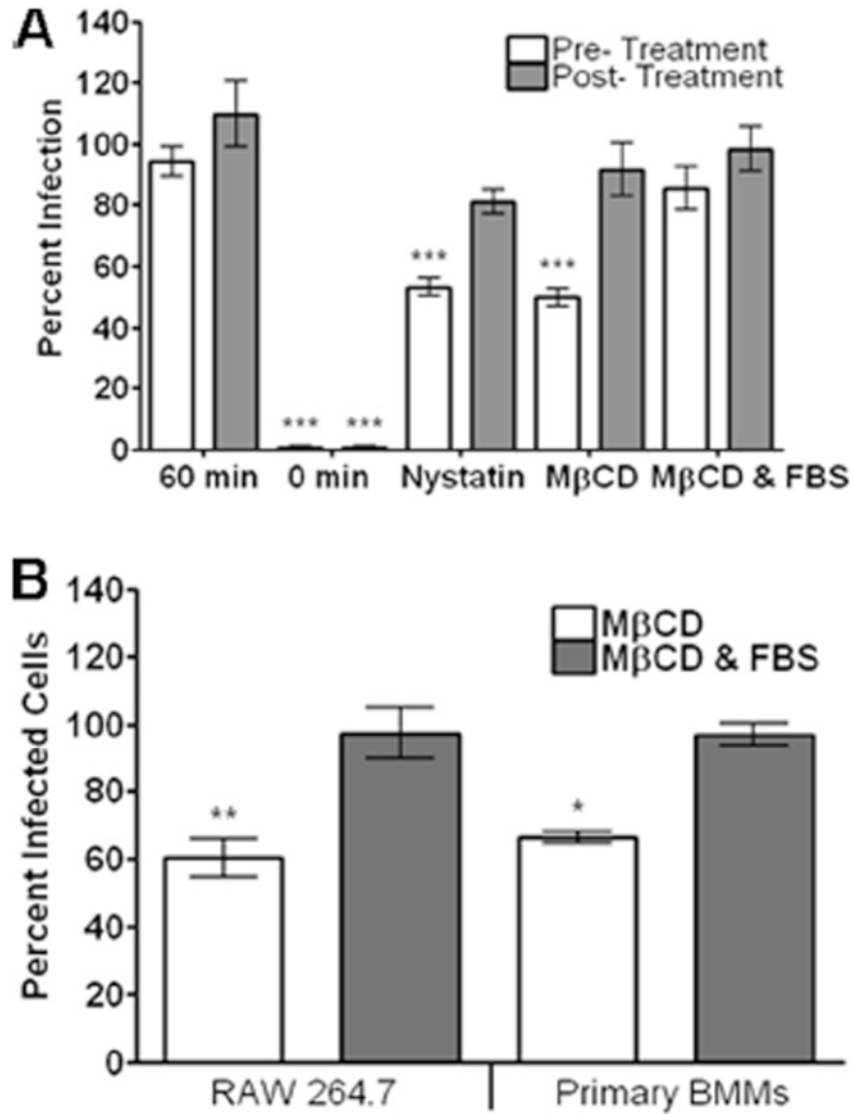 A
Percent Infection
140
120
100
80
60
40
20
0
Pre- Treatment
Post- Treatment
***
***
***
***
60 min
0 min
Nystatin
MβCD
MβCD & FBS
B
Percent Infected Cells
140
120
100
80
60
40
20
0
MβCD
MβCD & FBS
**
*
RAW 264.7
Primary BMMs